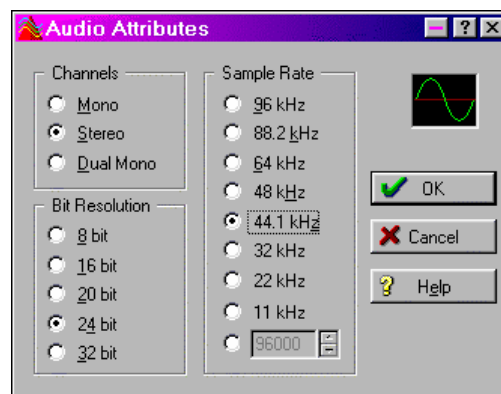 Audio Attributes
Channels
Mono
Stereo
Dual Mono
Bit Resolution
8 bit
16 bit
20 bit
24 bit
32 bit
Sample Rate
96 kHz
88.2 kHz
64 kHz
48 kHz
44.1 kHz
32 kHz
22 kHz
11 kHz
96000
OK
Cancel
Help